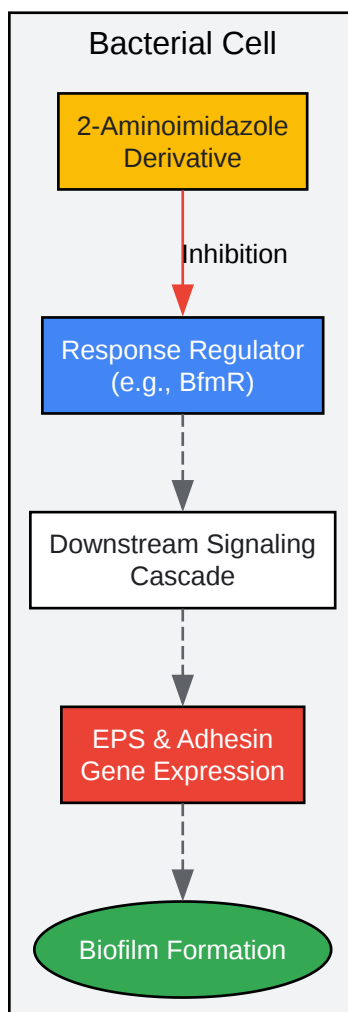 Bacterial Cell
2-Aminoimidazole
Derivative
Inhibition
Response Regulator
(e.g., BfmR)
Downstream Signaling
Cascade
EPS & Adhesin
Gene Expression
Biofilm Formation